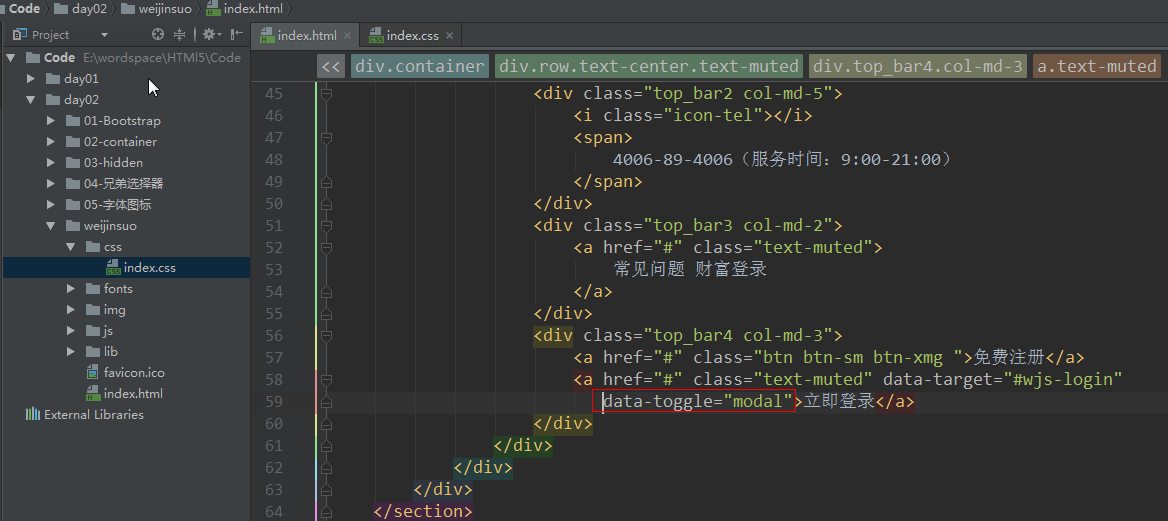 Code day02 weijinsuo index.html
Project
Code E:\wordspace\HTMl5\Code
day01
day02
01-Bootstrap
02-container
03-hidden
04-兄弟选择器
05-字体图标
weijinsuo
css
index.css
fonts
img
js
lib
favicon.ico
index.html
External Libraries
index.html index.css
<< div.container div.row.text-center.text-muted div.top_bar4.col-md-3 a.text-muted
45 <div class="top_bar2 col-md-5">
46 <i class="icon-tel"></i>
47 <span>
48 4006-89-4006（服务时间：9:00-21:00）
49 </span>
50 </div>
51 <div class="top_bar3 col-md-2">
52 <a href="#" class="text-muted">
53 常见问题 财富登录
54 </a>
55 </div>
56 <div class="top_bar4 col-md-3">
57 <a href="#" class="btn btn-sm btn-xmg ">免费注册</a>
58 <a href="#" class="text-muted" data-target="#wjs-login"
59 data-toggle="modal">立即登录</a>
60 </div>
61 </div>
62 </div>
63 </div>
64 </section>